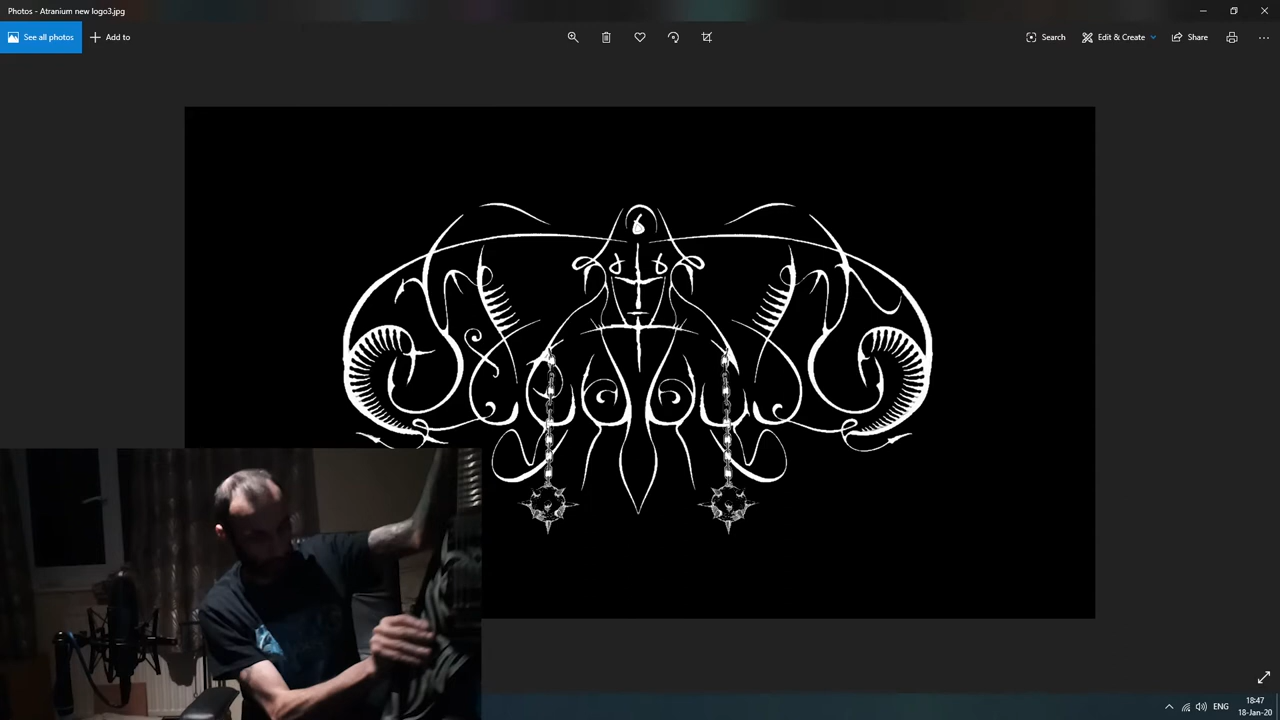 Photos - Atranium new logo3.jpg
See all photos
Add to
Search
Edit & Create
Share
ENG
18:47
18-Jan-20